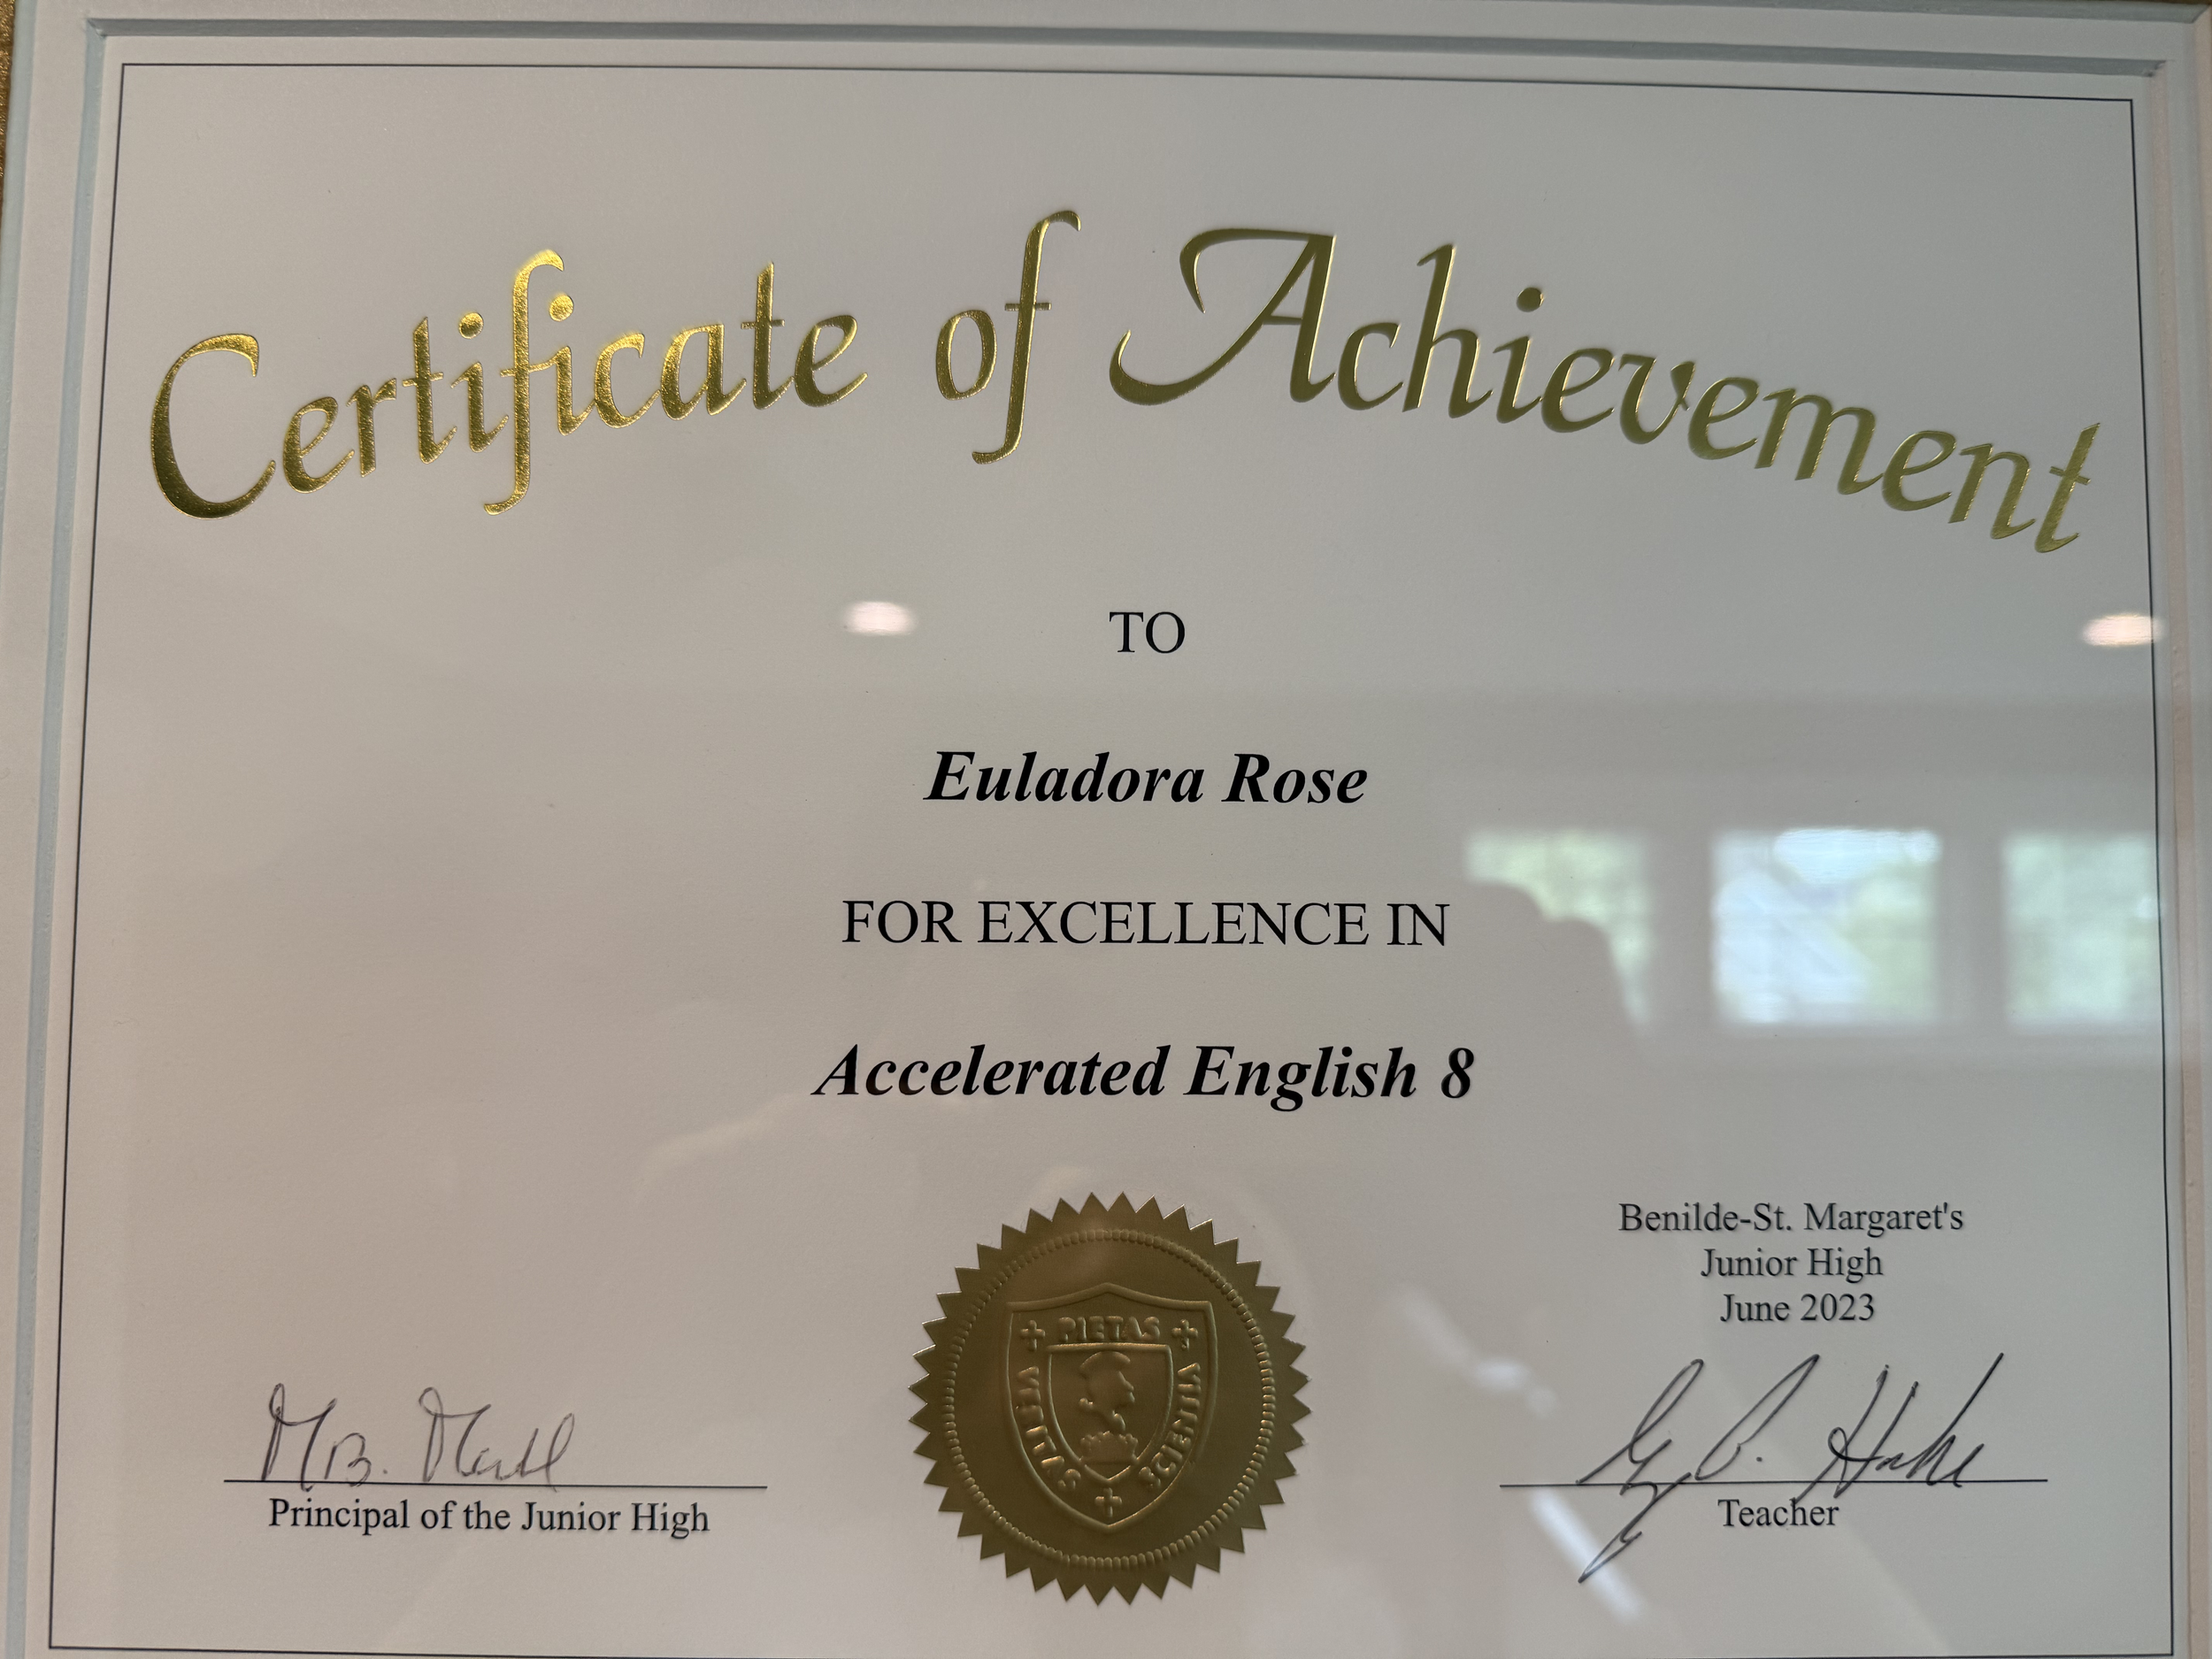 Certificate of Achievement
TO
Euladora Rose
FOR EXCELLENCE IN
Accelerated English 8
Benilde-St. Margaret's
Junior High
June 2023
PIETAS
VERITAS
SCIENTIA
Principal of the Junior High
Teacher